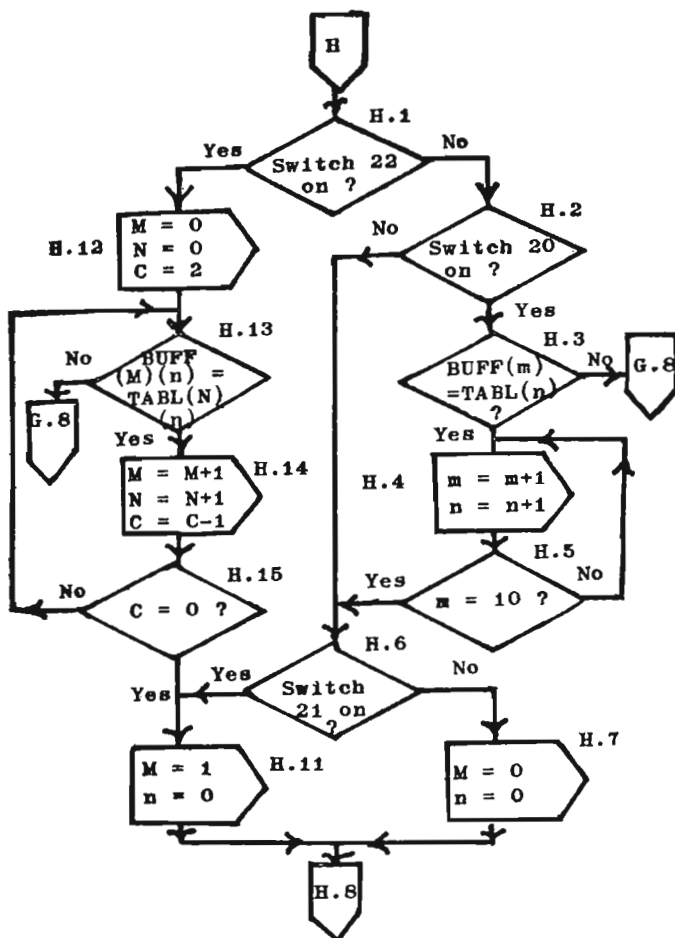 H
H.1
Yes
No
Switch 22
on ?
H.2
M = 0
N = 0
C = 2
H.12
No
Switch 20
on ?
Yes
H.13
H.3
No
BUFF
(M)(n) =
TABL(N)
(n)
BUFF(m)
=TABL(n)
?
No
G.8
G.8
Yes
Yes
M = M+1
N = N+1
C = C-1
H.14
H.4
m = m+1
n = n+1
H.5
H.15
No
C = 0 ?
Yes
m = 10 ?
No
H.6
Yes
Yes
Switch
21 on
?
No
H.7
M = 1
n = 0
H.11
M = 0
n = 0
H.8